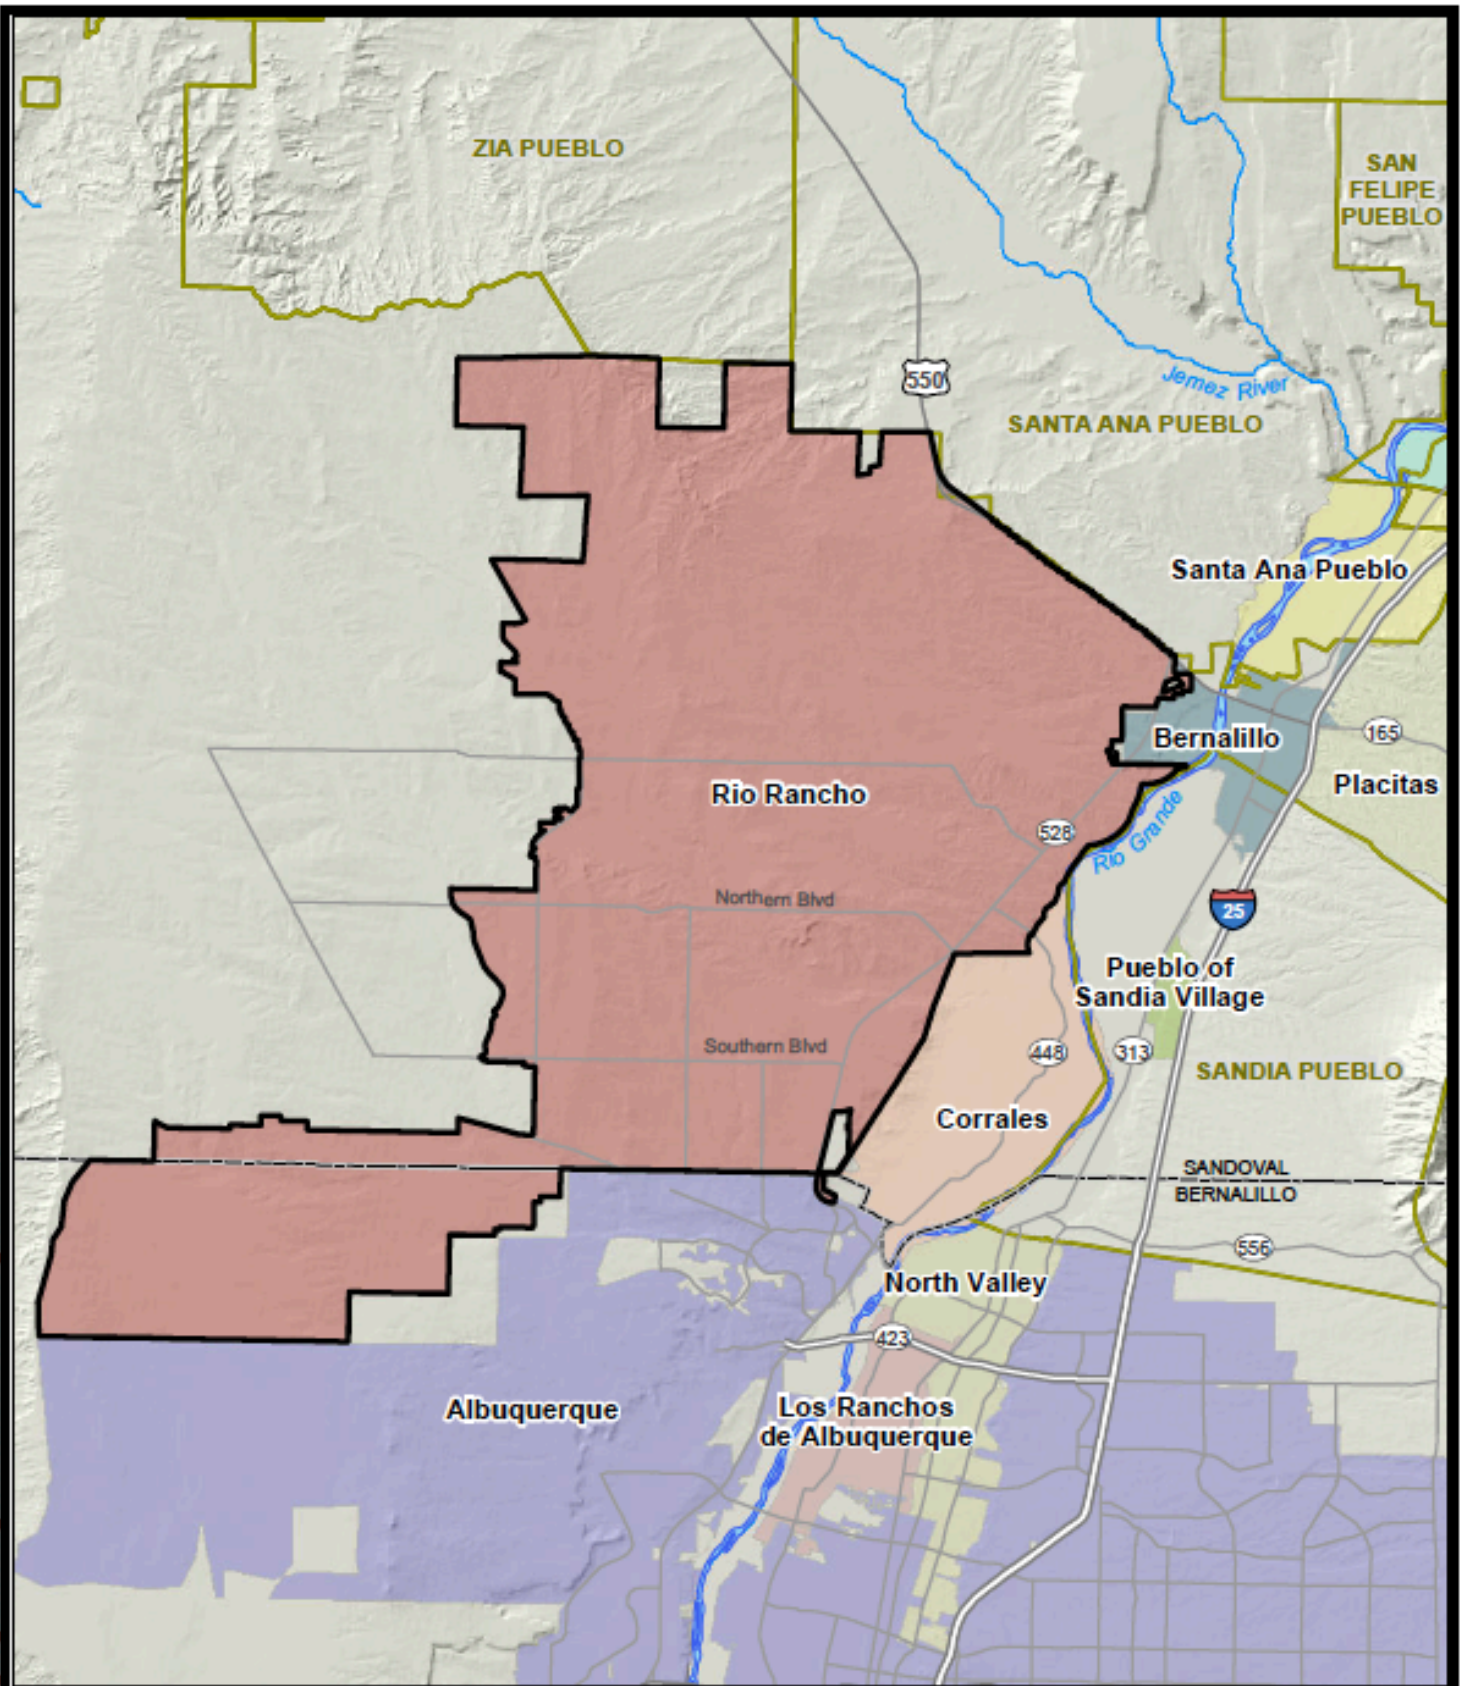 ZIA PUEBLO
SAN
FELIPE
PUEBLO
550
Jemez River
SANTA ANA PUEBLO
Santa Ana Pueblo
Bernalillo
165
Placitas
Rio Rancho
528
Rio Grande
Northern Blvd
25
Pueblo of
Sandia Village
Southern Blvd
448
313
SANDIA PUEBLO
Corrales
SANDOVAL
BERNALILLO
556
North Valley
423
Albuquerque
Los Ranchos
de Albuquerque